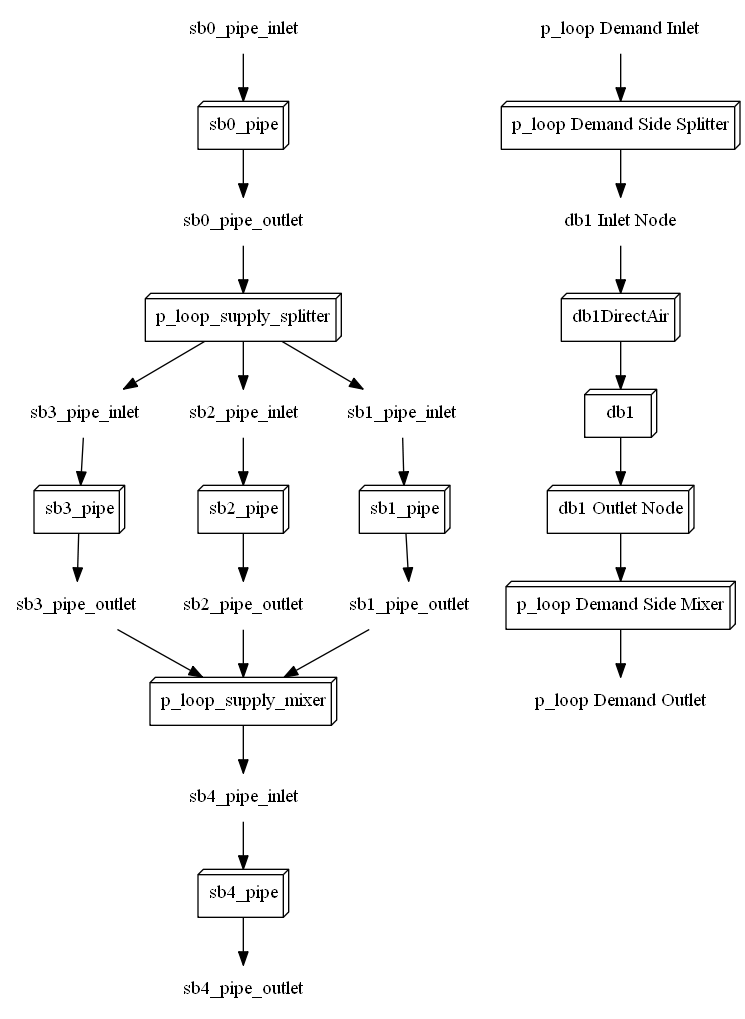 sb0_pipe_inlet
p_loop Demand Inlet
sb0_pipe
p_loop Demand Side Splitter
sb0_pipe_outlet
db1 Inlet Node
p_loop_supply_splitter
db1DirectAir
sb3_pipe_inlet
sb2_pipe_inlet
sb1_pipe_inlet
db1
sb3_pipe
sb2_pipe
sb1_pipe
db1 Outlet Node
sb3_pipe_outlet
sb2_pipe_outlet
sb1_pipe_outlet
p_loop Demand Side Mixer
p_loop_supply_mixer
p_loop Demand Outlet
sb4_pipe_inlet
sb4_pipe
sb4_pipe_outlet